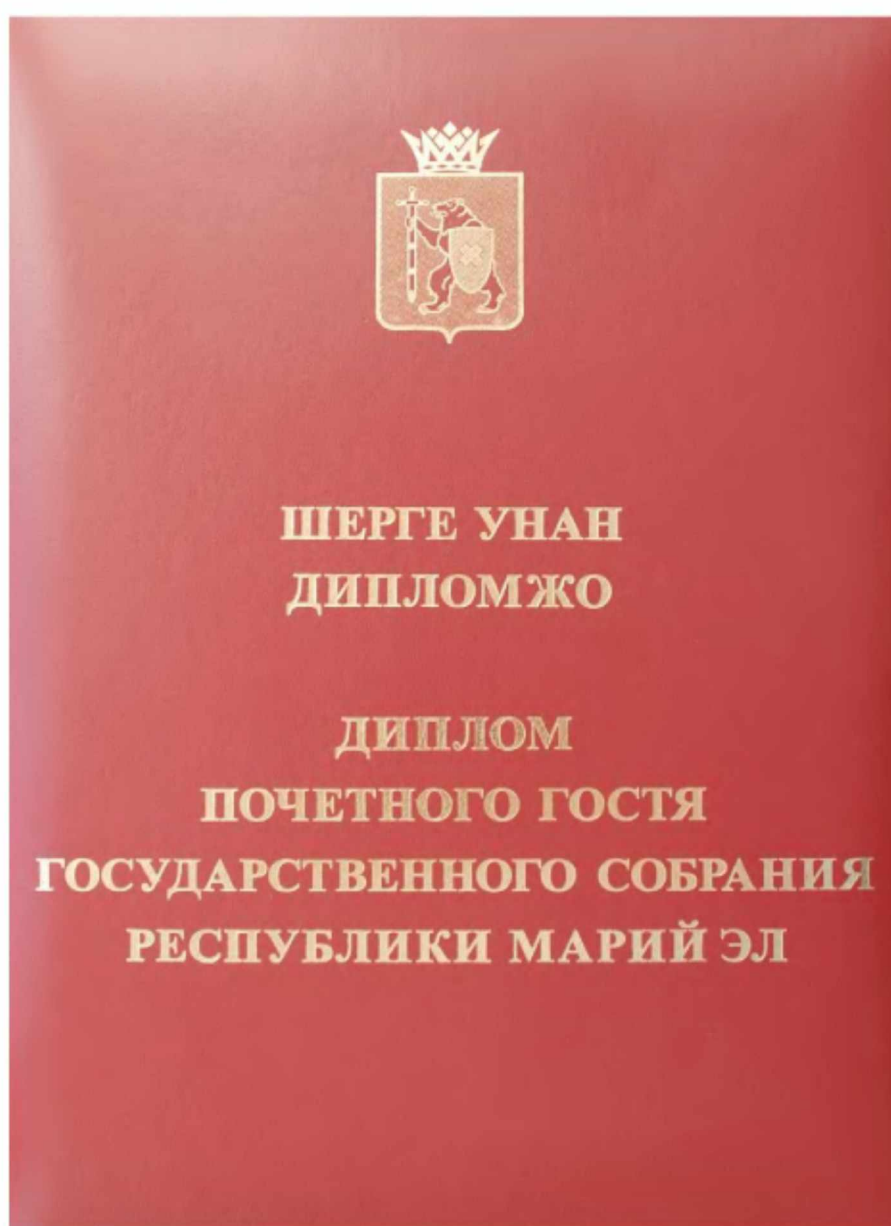 ШЕРГЕ УНАН
ДИПЛОМЖО
ДИПЛОМ
ПОЧЕТНОГО ГОСТЯ
ГОСУДАРСТВЕННОГО СОБРАНИЯ
РЕСПУБЛИКИ МАРИЙ ЭЛ